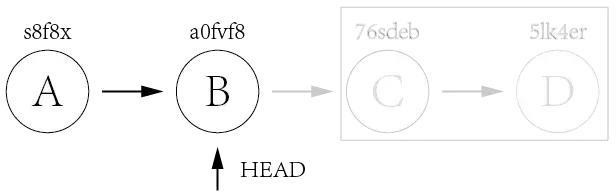 s8f8x a0fvf8 76sdeb 5lk4er
A B C D
HEAD